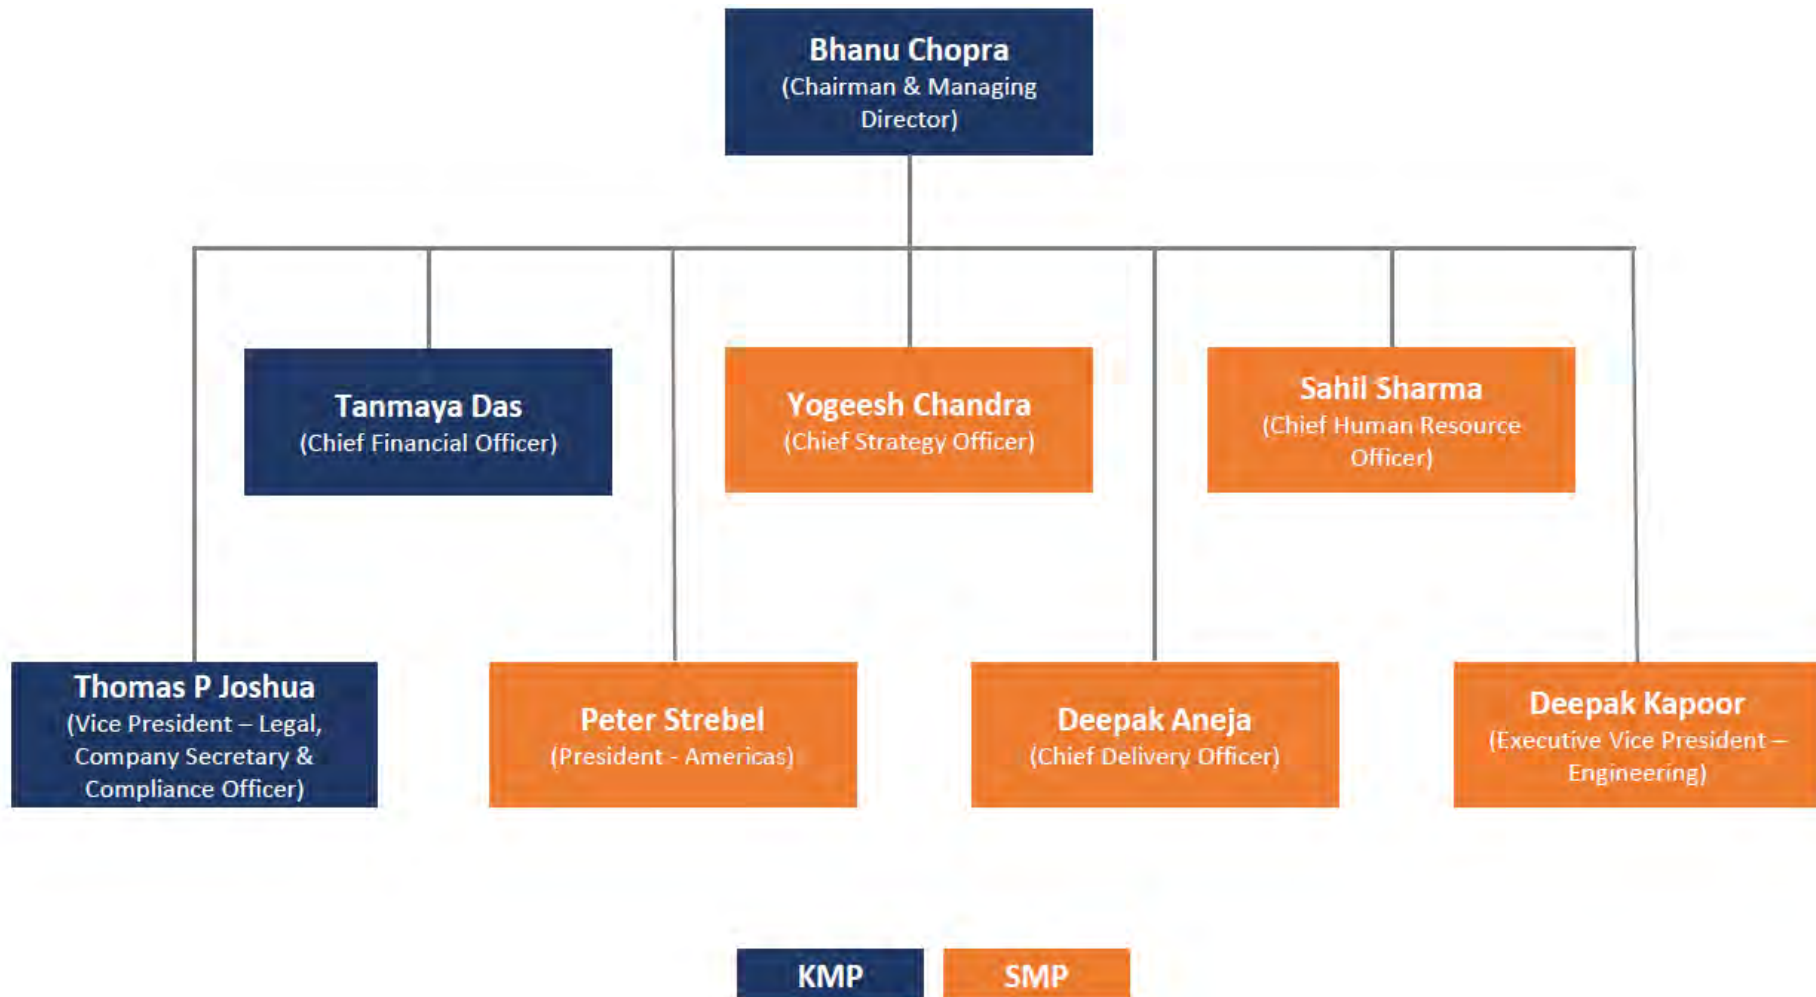 Bhanu Chopra
(Chairman & Managing
Director)
Tanmaya Das
(Chief Financial Officer)
Yogeesh Chandra
(Chief Strategy Officer)
Sahil Sharma
(Chief Human Resource
Officer)
Thomas P Joshua
(Vice President – Legal,
Company Secretary &
Compliance Officer)
Peter Strebel
(President - Americas)
Deepak Aneja
(Chief Delivery Officer)
Deepak Kapoor
(Executive Vice President –
Engineering)
KMP
SMP